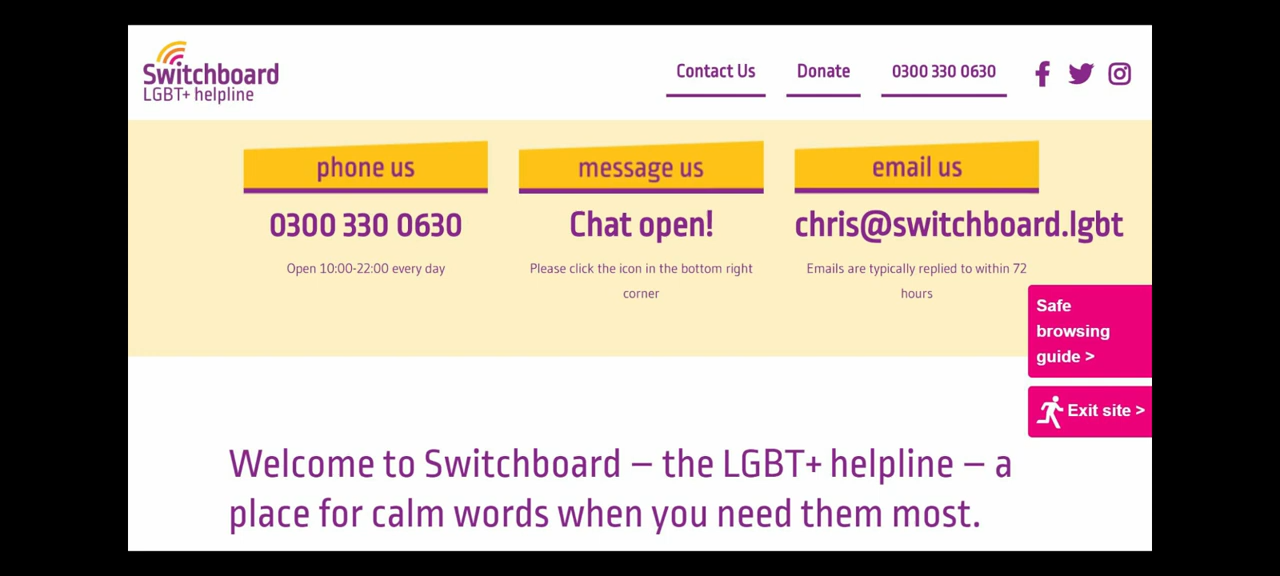 Switchboard
LGBT+ helpline
Contact Us
Donate
0300 330 0630
phone us
message us
email us
0300 330 0630
Chat open!
chris@switchboard.lgbt
Open 10:00-22:00 every day
Please click the icon in the bottom right
corner
Emails are typically replied to within 72
hours
Safe
browsing
guide >
Exit site >
Welcome to Switchboard – the LGBT+ helpline – a
place for calm words when you need them most.